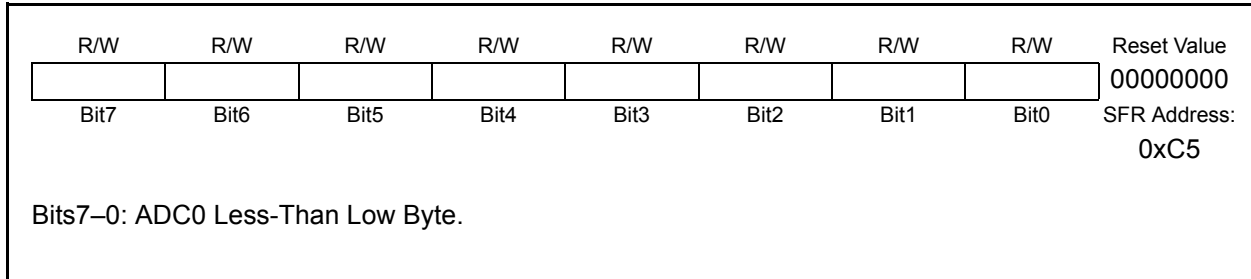 R/W R/W R/W R/W R/W R/W R/W R/W Reset Value
00000000
Bit7 Bit6 Bit5 Bit4 Bit3 Bit2 Bit1 Bit0 SFR Address:
0xC5
Bits7–0: ADC0 Less-Than Low Byte.